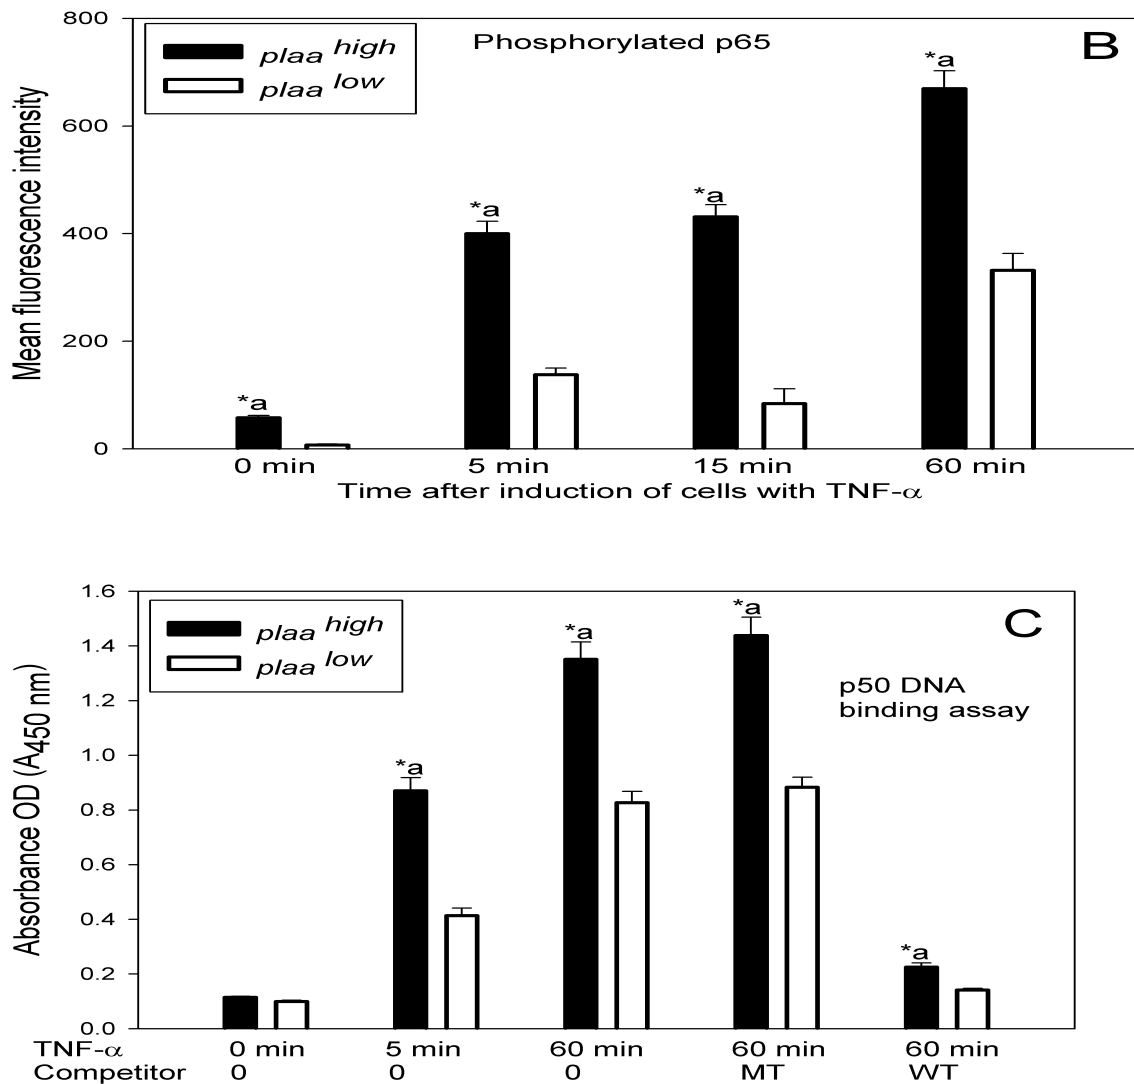 800
600
400
200
0
Mean fluorescence intensity
plaa high
plaa low
Phosphorylated p65
B
*a
*a
*a
*a
0 min 5 min 15 min 60 min
Time after induction of cells with TNF-α
1.6
1.4
1.2
1.0
0.8
0.6
0.4
0.2
0.0
Absorbance OD (A450 nm)
plaa high
plaa low
C
p50 DNA
binding assay
*a
*a
*a
*a
TNF-α 0 min 5 min 60 min 60 min 60 min
Competitor 0 0 0 MT WT